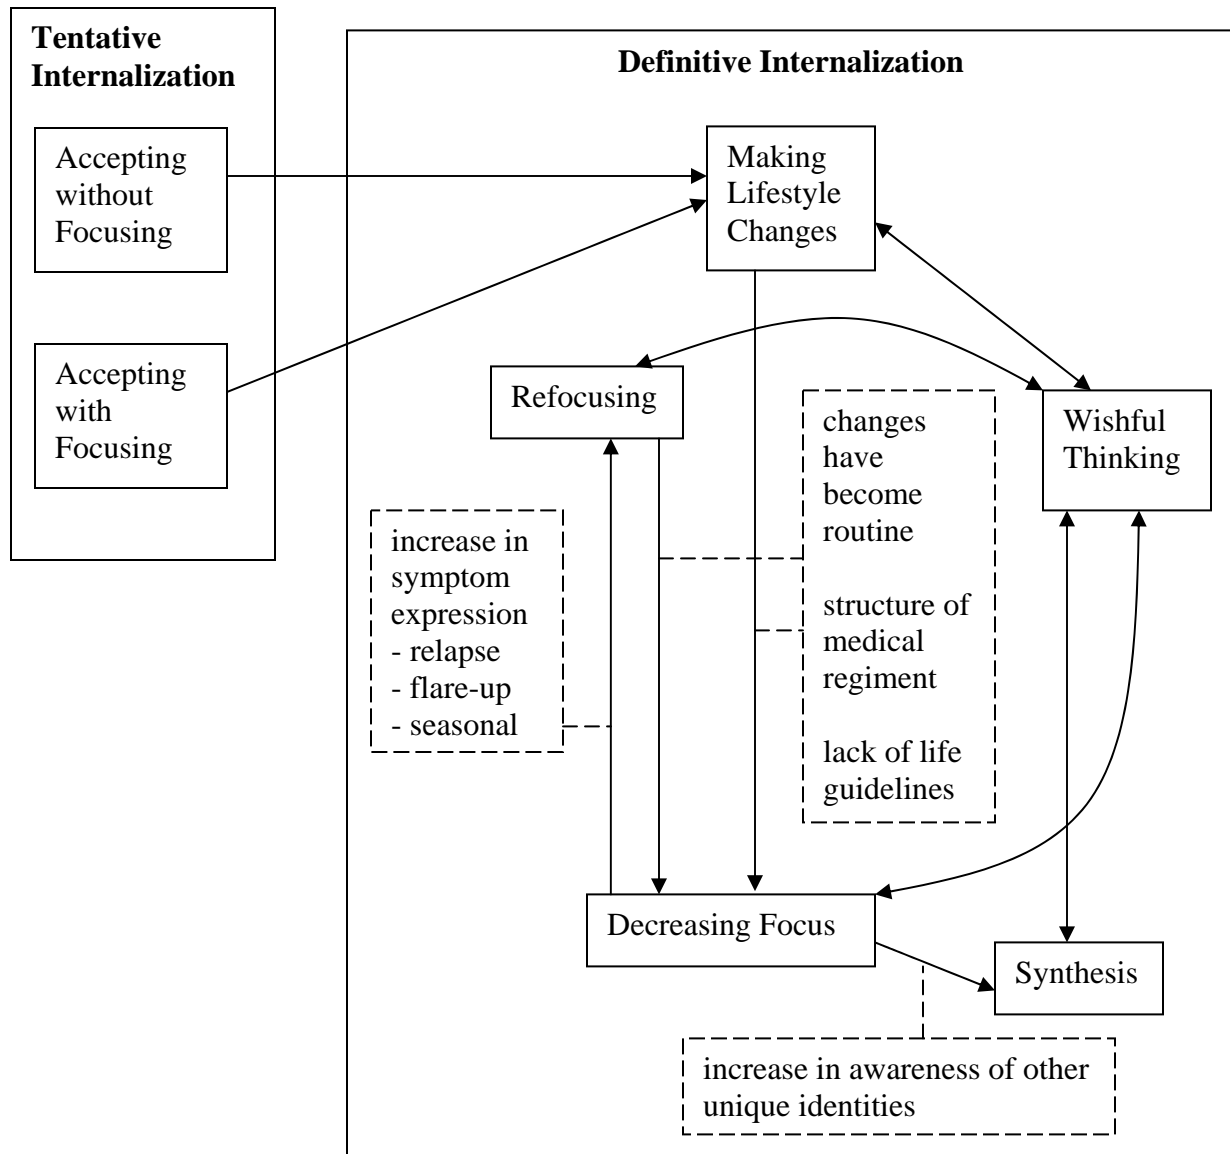 Tentative
Internalization
Definitive Internalization
Accepting
without
Focusing
Making
Lifestyle
Changes
Accepting
with
Focusing
Refocusing
Wishful
Thinking
changes
have
become
routine
structure of
medical
regiment
lack of life
guidelines
increase in
symptom
expression
- relapse
- flare-up
- seasonal
Decreasing Focus
Synthesis
increase in awareness of other
unique identities